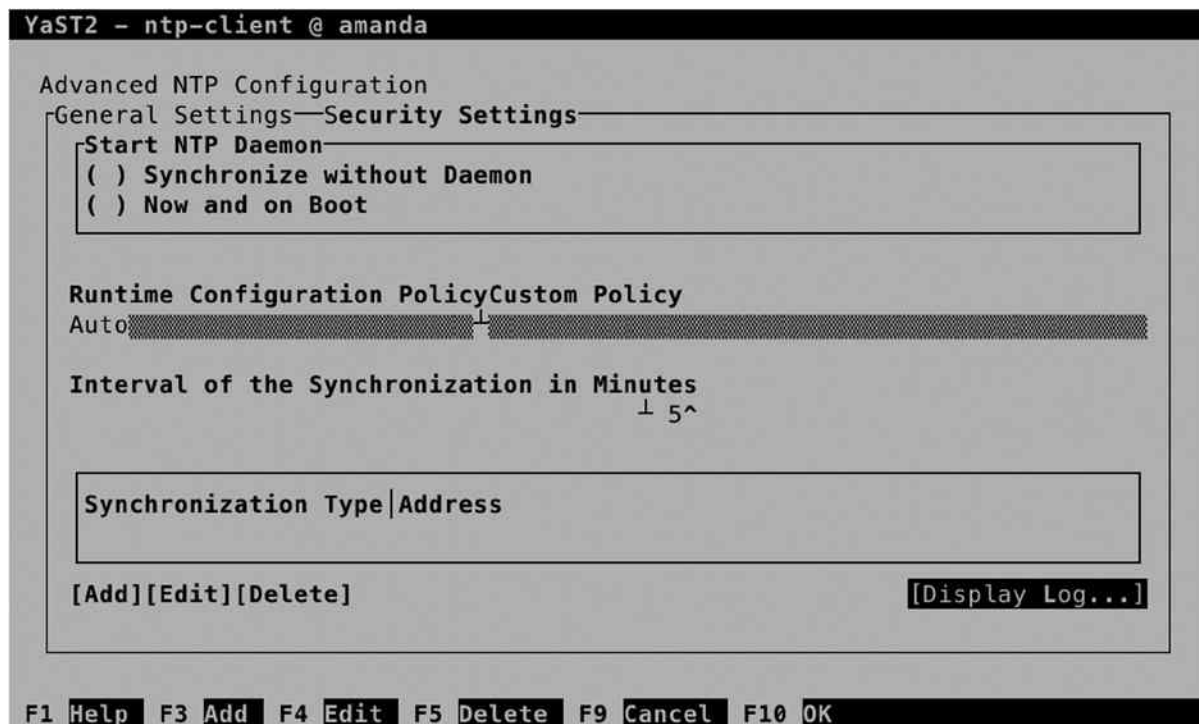 YaST2 - ntp-client @ amanda
Advanced NTP Configuration
General Settings Security Settings
Start NTP Daemon
( ) Synchronize without Daemon
( ) Now and on Boot
Runtime Configuration PolicyCustom Policy
Auto
Interval of the Synchronization in Minutes
5^
Synchronization Type│Address
[Add][Edit][Delete] [Display Log...]
F1 Help F3 Add F4 Edit F5 Delete F9 Cancel F10 OK